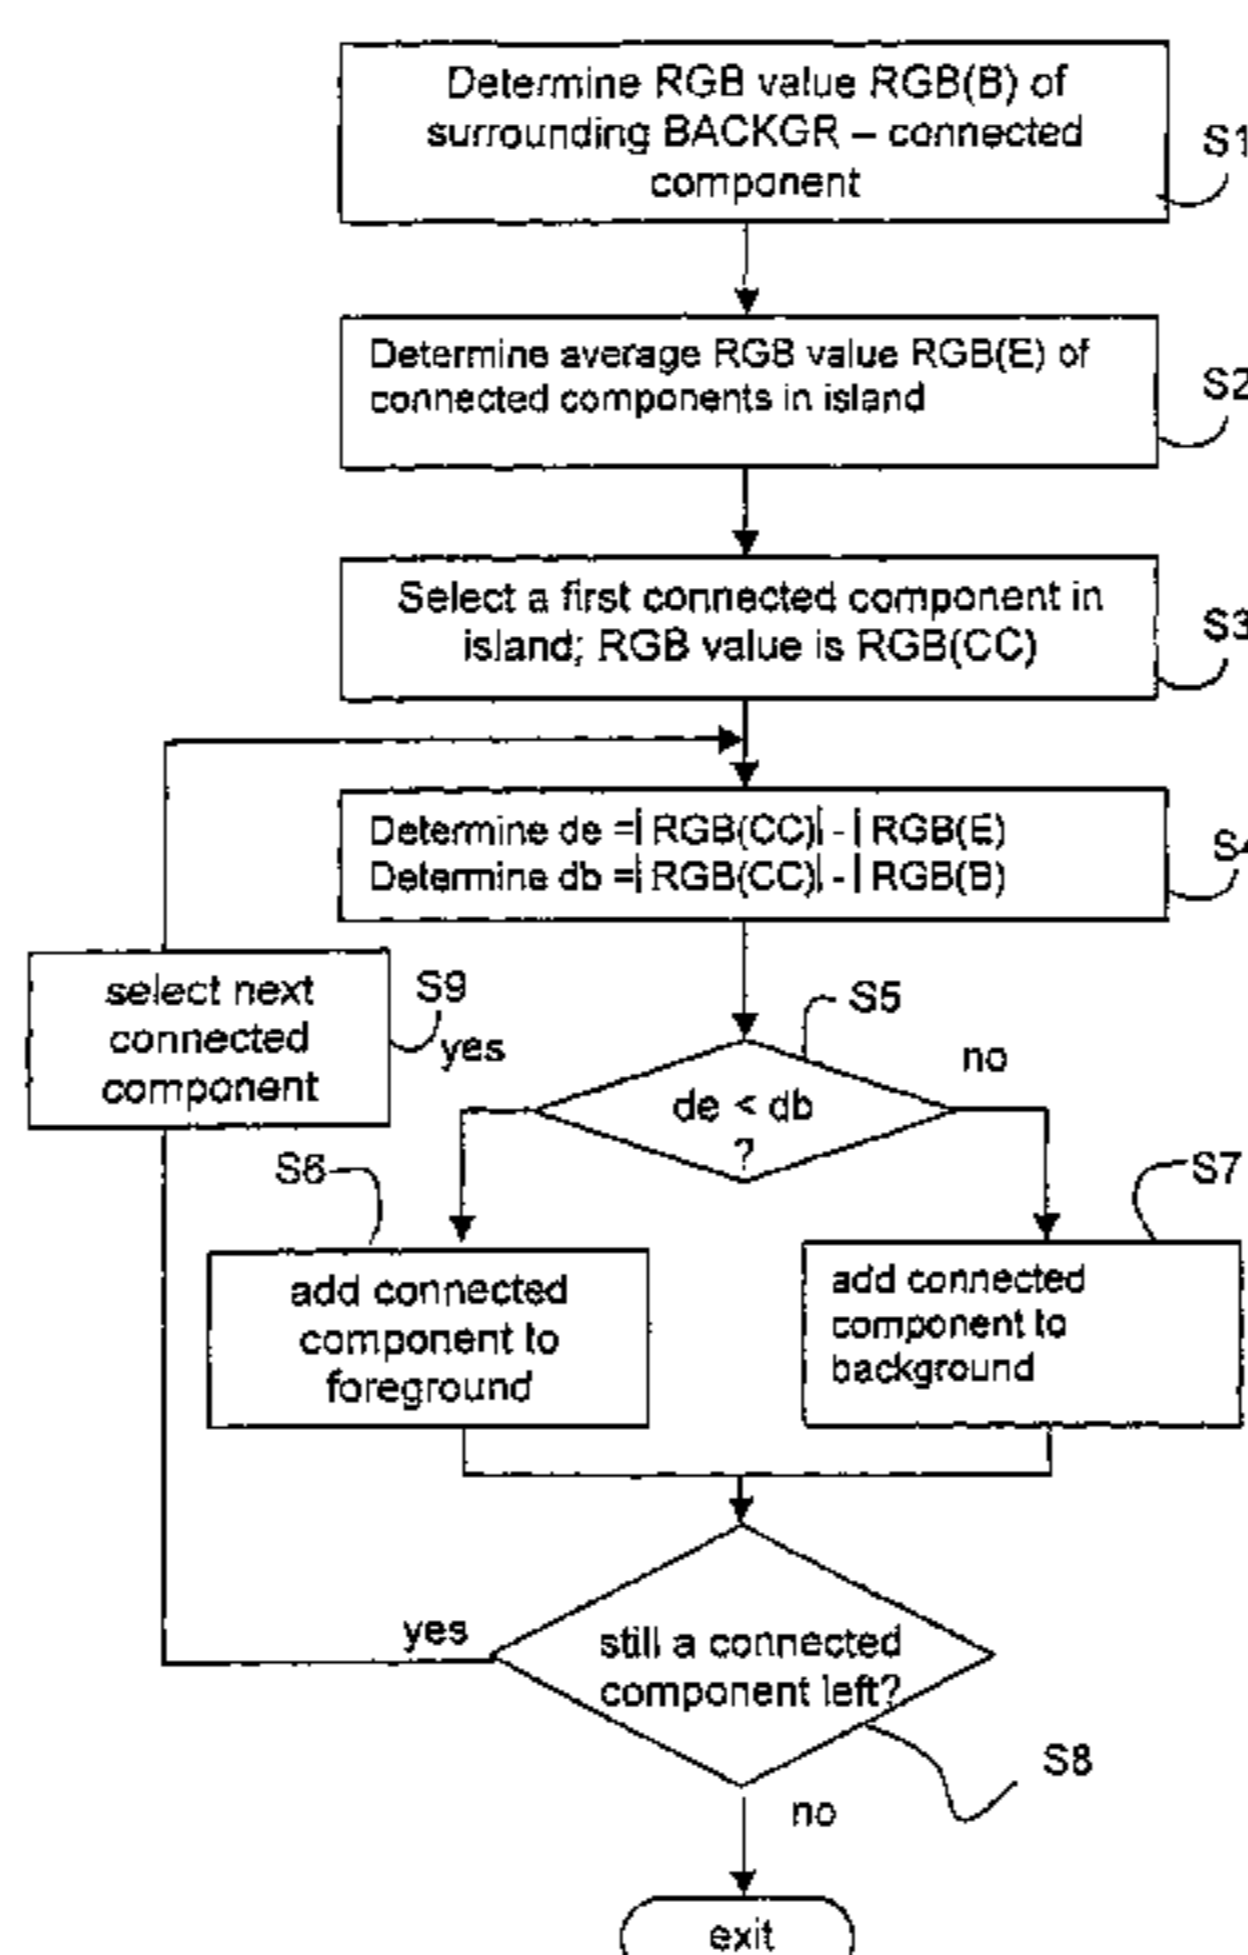 Determine RGB value RGB(B) of
surrounding BACKGR – connected
component
S1
Determine average RGB value RGB(E) of
connected components in island
S2
Select a first connected component in
island; RGB value is RGB(CC)
S3
Determine de =| RGB(CC)| - | RGB(E)
Determine db =| RGB(CC)| - | RGB(B)
S4
select next
connected
component
S9
S5
yes
no
de < db
?
S6
S7
add connected
component to
foreground
add connected
component to
background
yes
still a connected
component left?
S8
no
exit